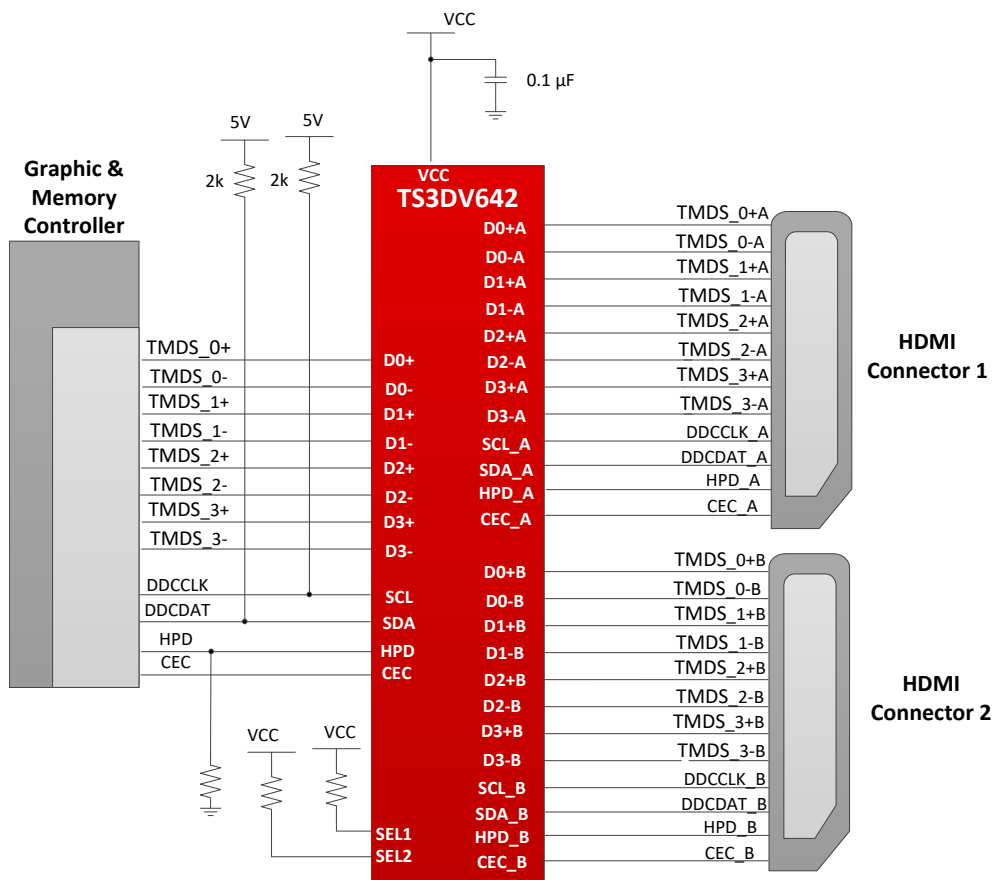 VCC
0.1 µF
5V
5V
2k
2k
Graphic &
Memory
Controller
VCC
TS3DV642
TMDS_0+
TMDS_0-
TMDS_1+
TMDS_1-
TMDS_2+
TMDS_2-
TMDS_3+
TMDS_3-
DDCCLK
DDCDAT
HPD
CEC
VCC
VCC
D0+
D0-
D1+
D1-
D2+
D2-
D3+
D3-
SCL
SDA
HPD
CEC
SEL1
SEL2
D0+A
D0-A
D1+A
D1-A
D2+A
D2-A
D3+A
D3-A
SCL_A
SDA_A
HPD_A
CEC_A
D0+B
D0-B
D1+B
D1-B
D2+B
D2-B
D3+B
D3-B
SCL_B
SDA_B
HPD_B
CEC_B
TMDS_0+A
TMDS_0-A
TMDS_1+A
TMDS_1-A
TMDS_2+A
TMDS_2-A
TMDS_3+A
TMDS_3-A
DDCCLK_A
DDCDAT_A
HPD_A
CEC_A
HDMI
Connector 1
TMDS_0+B
TMDS_0-B
TMDS_1+B
TMDS_1-B
TMDS_2+B
TMDS_2-B
TMDS_3+B
TMDS_3-B
DDCCLK_B
DDCDAT_B
HPD_B
CEC_B
HDMI
Connector 2